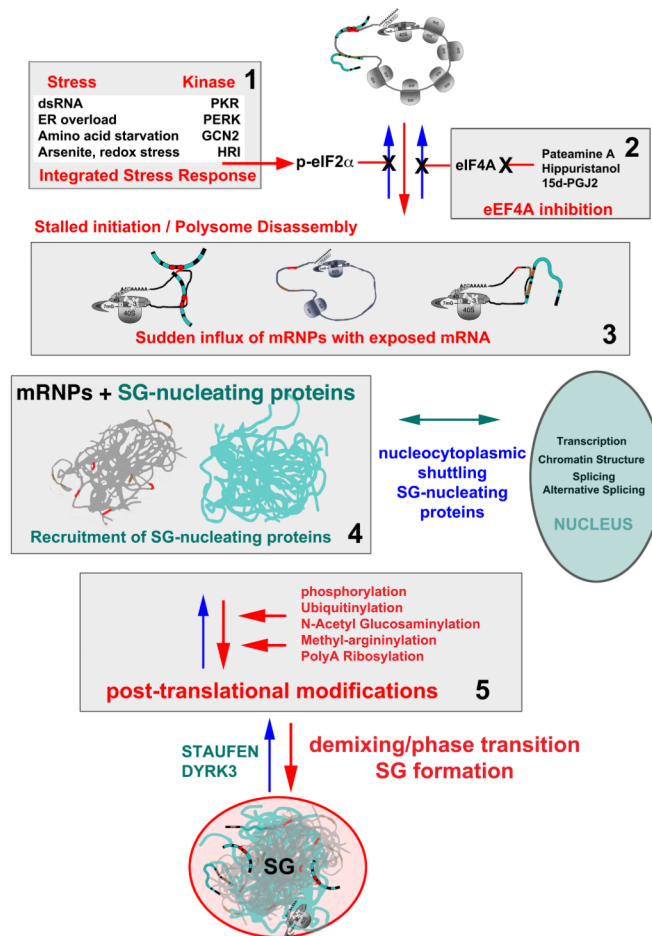 1
Stress Kinase
dsRNA PKR
ER overload PERK
Amino acid starvation GCN2
Arsenite, redox stress HRI
Integrated Stress Response
p-eIF2α
X
X
eIF4A
X
2
Pateamine A
Hippuristanol
15d-PGJ2
eEF4A inhibition
40S
Stalled initiation / Polysome Disassembly
40S
Sudden influx of mRNPs with exposed mRNA
3
mRNPs + SG-nucleating proteins
Recruitment of SG-nucleating proteins
4
nucleocytoplasmic
shuttling
SG-nucleating
proteins
Transcription
Chromatin Structure
Splicing
Alternative Splicing
NUCLEUS
phosphorylation
Ubiquitinylation
N-Acetyl Glucosaminylation
Methyl-argininylation
PolyA Ribosylation
post-translational modifications
5
STAUFEN
DYRK3
demixing/phase transition
SG formation
SG